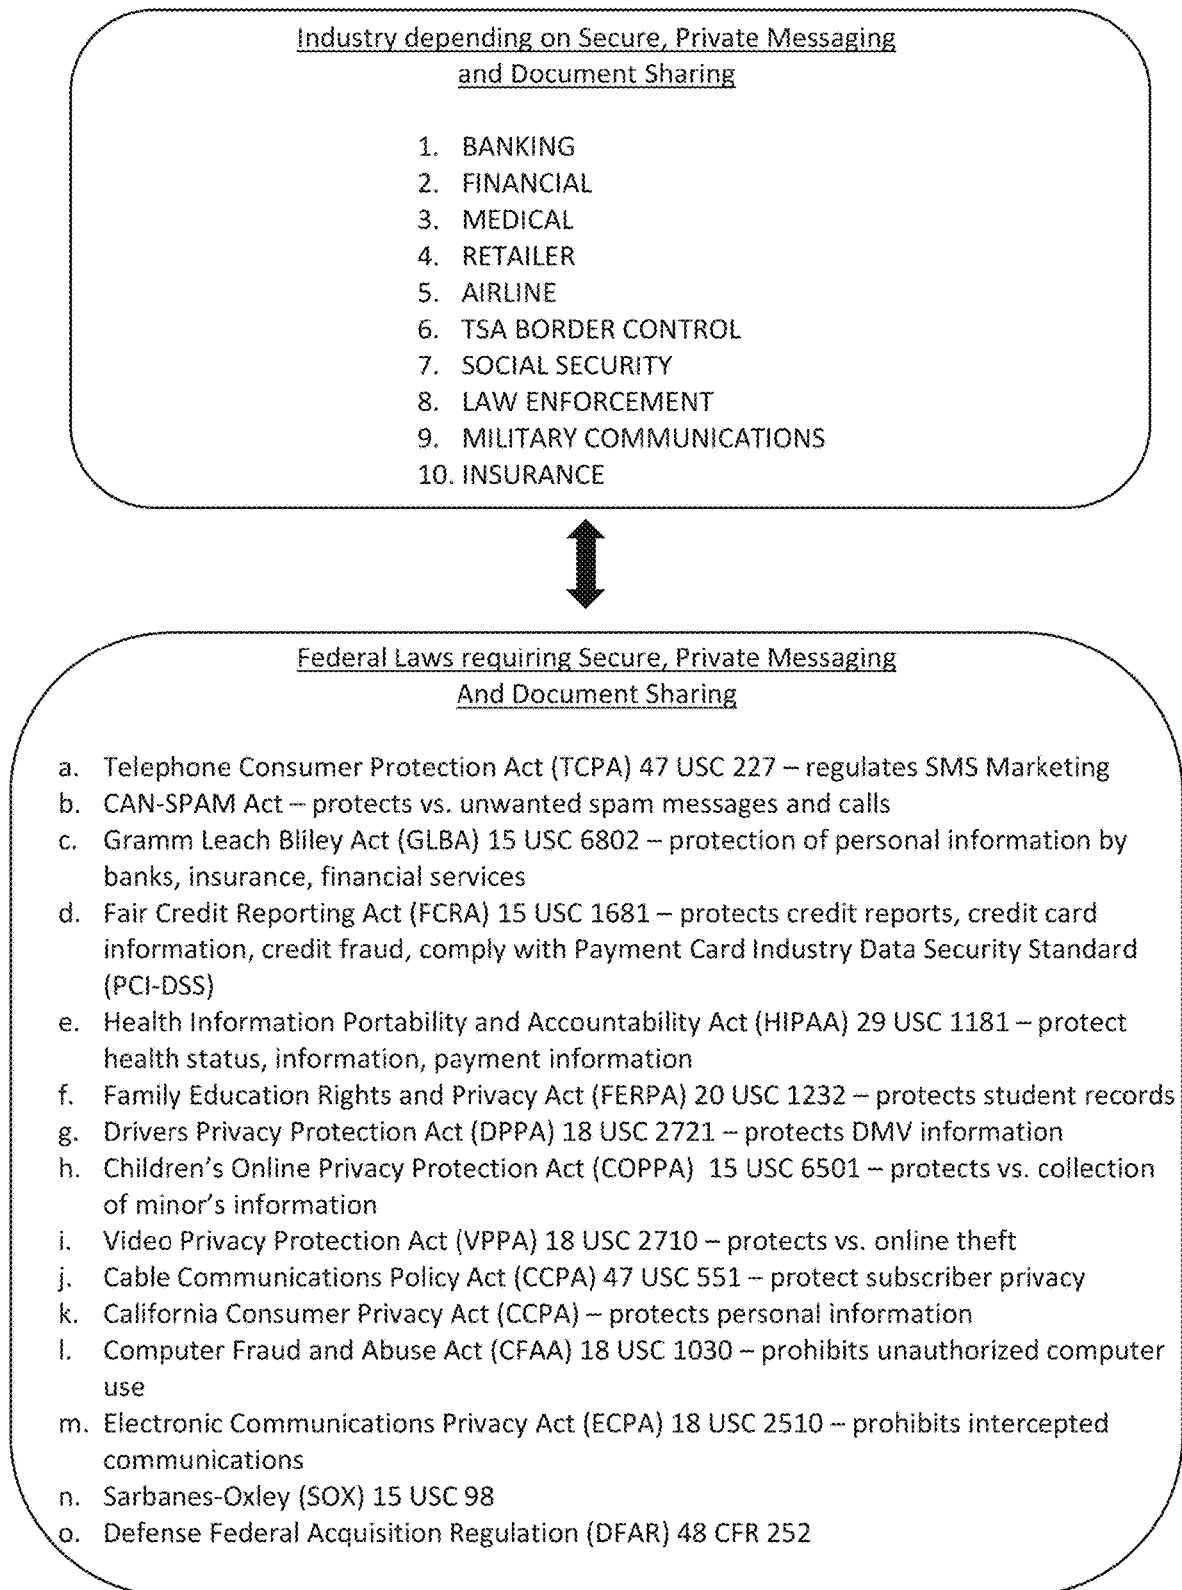 Industry depending on Secure, Private Messaging
and Document Sharing
1. BANKING
2. FINANCIAL
3. MEDICAL
4. RETAILER
5. AIRLINE
6. TSA BORDER CONTROL
7. SOCIAL SECURITY
8. LAW ENFORCEMENT
9. MILITARY COMMUNICATIONS
10. INSURANCE
Federal Laws requiring Secure, Private Messaging
And Document Sharing
a. Telephone Consumer Protection Act (TCPA) 47 USC 227 – regulates SMS Marketing
b. CAN-SPAM Act – protects vs. unwanted spam messages and calls
c. Gramm Leach Bliley Act (GLBA) 15 USC 6802 – protection of personal information by
banks, insurance, financial services
d. Fair Credit Reporting Act (FCRA) 15 USC 1681 – protects credit reports, credit card
information, credit fraud, comply with Payment Card Industry Data Security Standard
(PCI-DSS)
e. Health Information Portability and Accountability Act (HIPAA) 29 USC 1181 – protect
health status, information, payment information
f. Family Education Rights and Privacy Act (FERPA) 20 USC 1232 – protects student records
g. Drivers Privacy Protection Act (DPPA) 18 USC 2721 – protects DMV information
h. Children's Online Privacy Protection Act (COPPA) 15 USC 6501 – protects vs. collection
of minor's information
i. Video Privacy Protection Act (VPPA) 18 USC 2710 – protects vs. online theft
j. Cable Communications Policy Act (CCPA) 47 USC 551 – protect subscriber privacy
k. California Consumer Privacy Act (CCPA) – protects personal information
l. Computer Fraud and Abuse Act (CFAA) 18 USC 1030 – prohibits unauthorized computer
use
m. Electronic Communications Privacy Act (ECPA) 18 USC 2510 – prohibits intercepted
communications
n. Sarbanes-Oxley (SOX) 15 USC 98
o. Defense Federal Acquisition Regulation (DFAR) 48 CFR 252